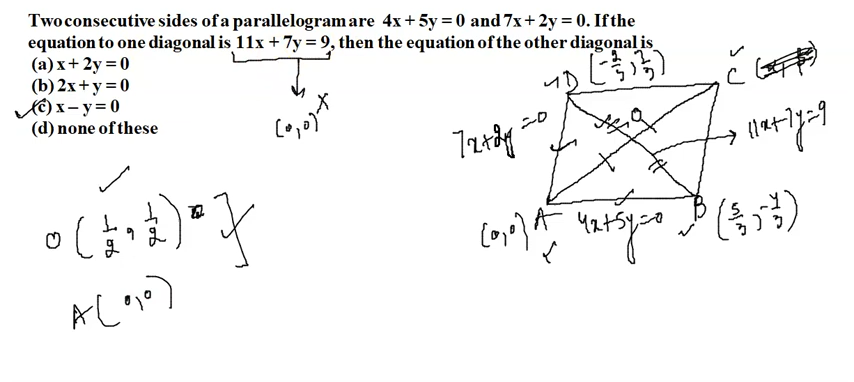 Two consecutive sides of a parallelogram are 4x + 5y = 0 and 7x + 2y = 0. If the
equation to one diagonal is 11x + 7y = 9, then the equation of the other diagonal is
(a) x + 2y = 0
(b) 2x + y = 0
(c) x – y = 0
(d) none of these
(0,0) X
D (-2/3, 7/3)
C
7x+2y=0
O
11x+7y=9
(0,0) A
4x+5y=0
B (5/3, -4/3)
O (1/2, 1/2)
A(0,0)